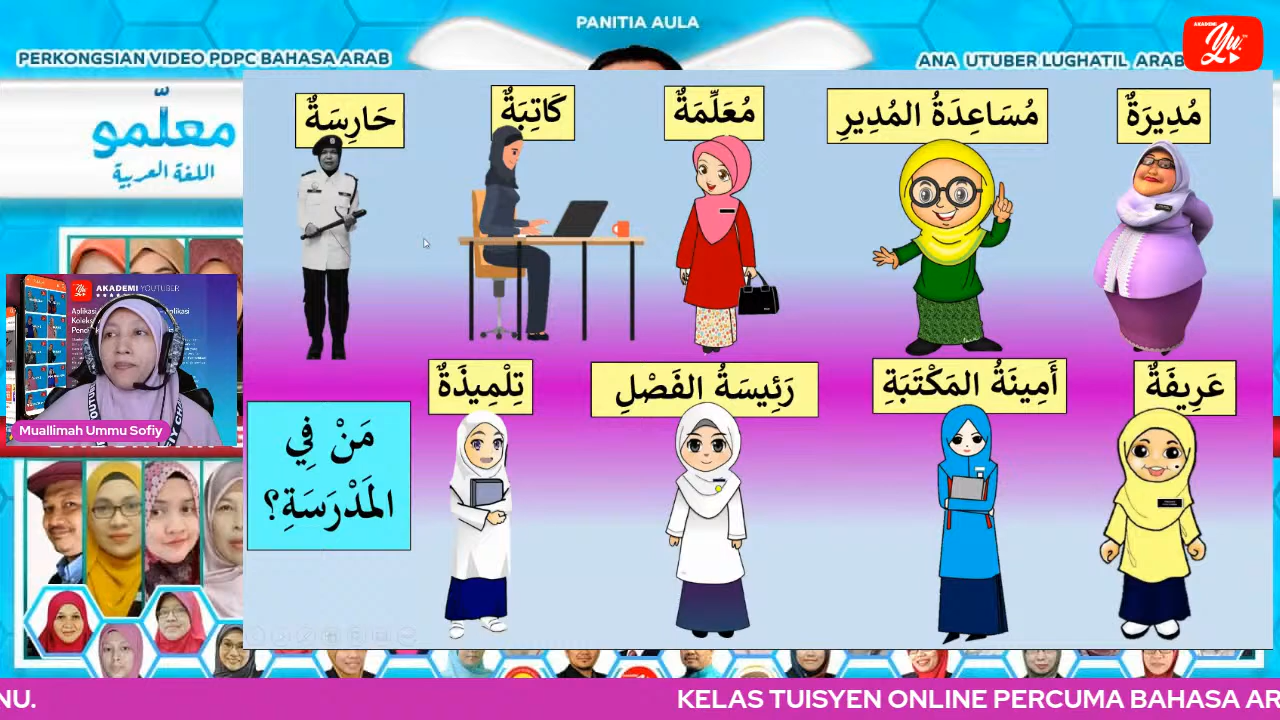 PANITIA AULA
PERKONGSIAN VIDEO PDPC BAHASA ARAB
ANA UTUBER LUGHATIL ARAB
AKADEMI
Yu.
معلّمو
اللغة العربية
مُدِيرَةٌ
مُسَاعِدَةُ المُدِيرِ
مُعَلِّمَةٌ
كَاتِبَةٌ
حَارِسَةٌ
عَرِيفَةٌ
أَمِينَةُ المَكْتَبَةِ
رَئِيسَةُ الفَصْلِ
تِلْمِيذَةٌ
مَنْ فِي
المَدْرَسَةِ؟
AKADEMI YOUTUBER
Muallimah Ummu Sofiy
NU.
KELAS TUISYEN ONLINE PERCUMA BAHASA AR